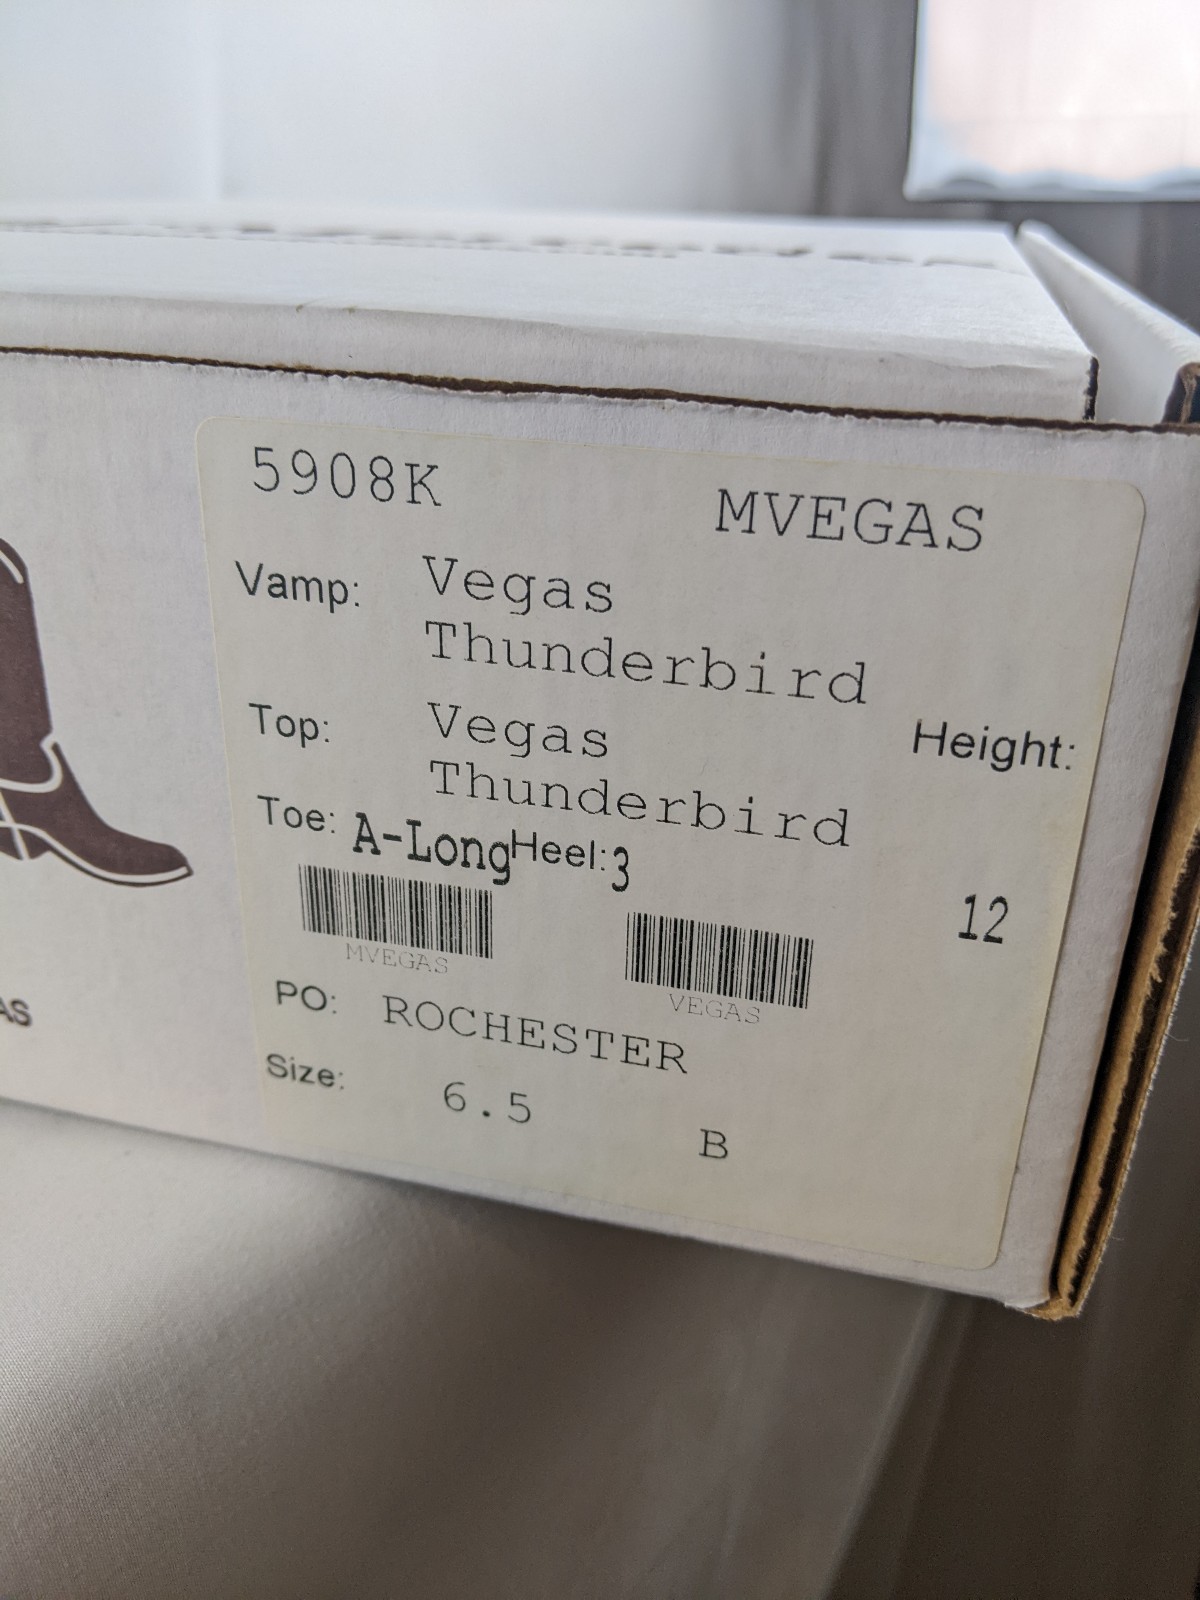 5908K MVEGAS
Vamp: Vegas
Thunderbird
Top: Vegas Height:
Thunderbird
Toe: A-Long Heel: 3
12
MVEGAS VEGAS
PO: ROCHESTER
AS
Size: 6.5 B